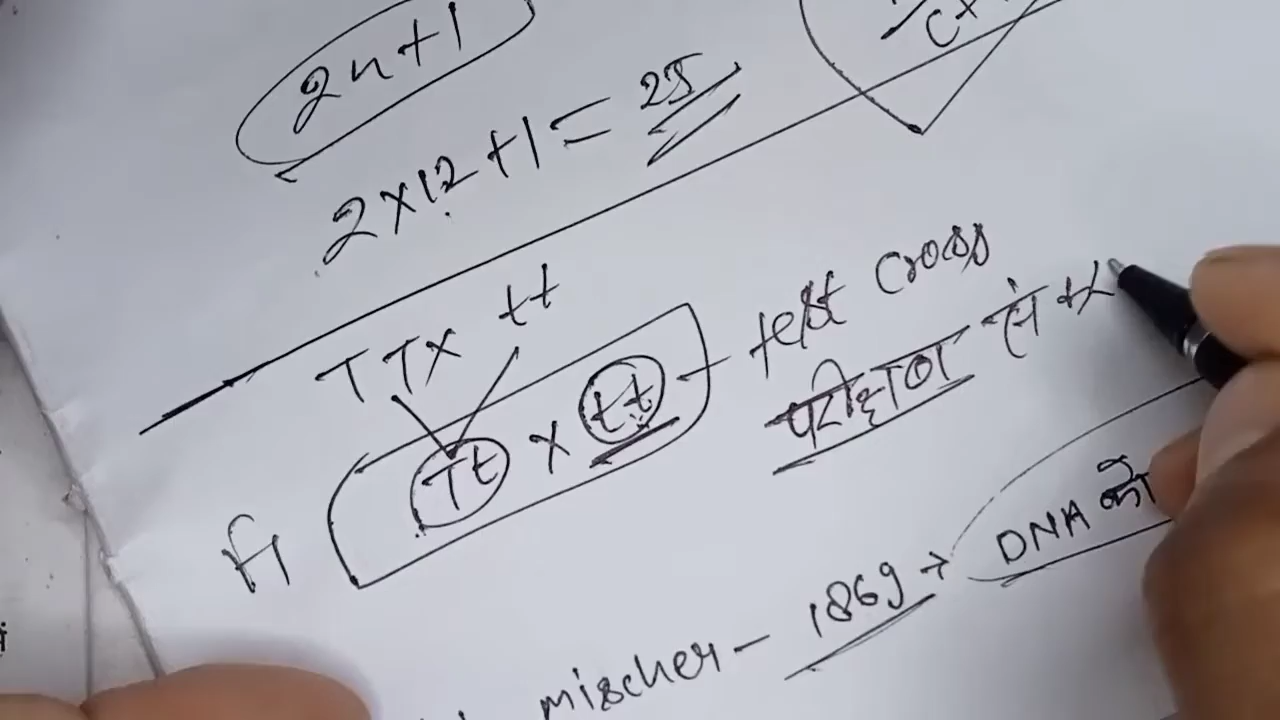 2n+1
2×12+1=25
TT× tt
F1 Tt × tt - test cross
परीक्षण
mischer - 1869 → DNA को